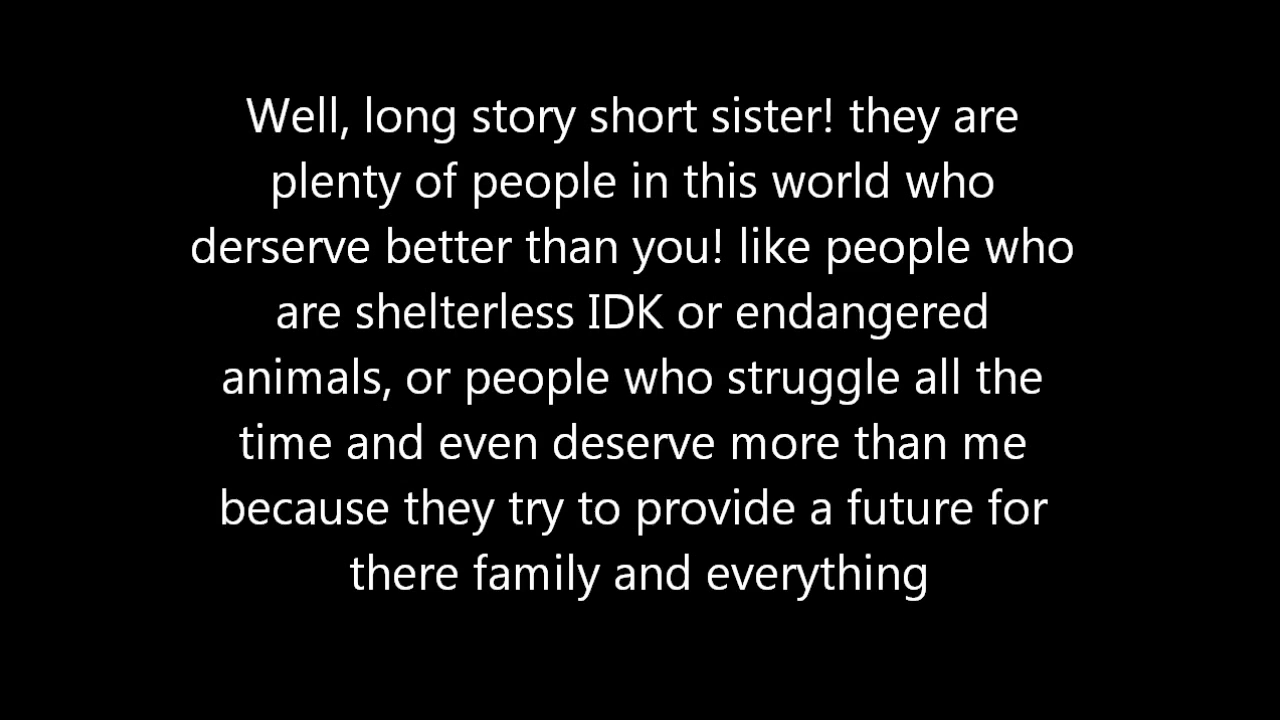 Well, long story short sister! they are
plenty of people in this world who
derserve better than you! like people who
are shelterless IDK or endangered
animals, or people who struggle all the
time and even deserve more than me
because they try to provide a future for
there family and everything